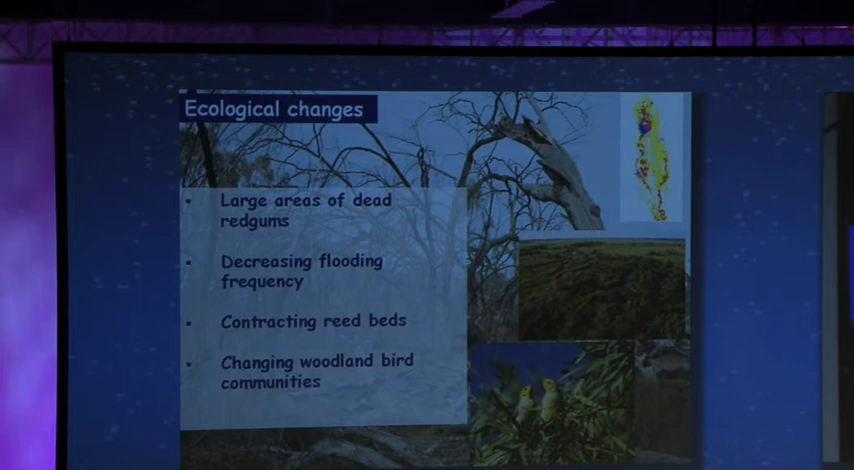 Ecological changes
▪ Large areas of dead
redgums
▪ Decreasing flooding
frequency
▪ Contracting reed beds
▪ Changing woodland bird
communities